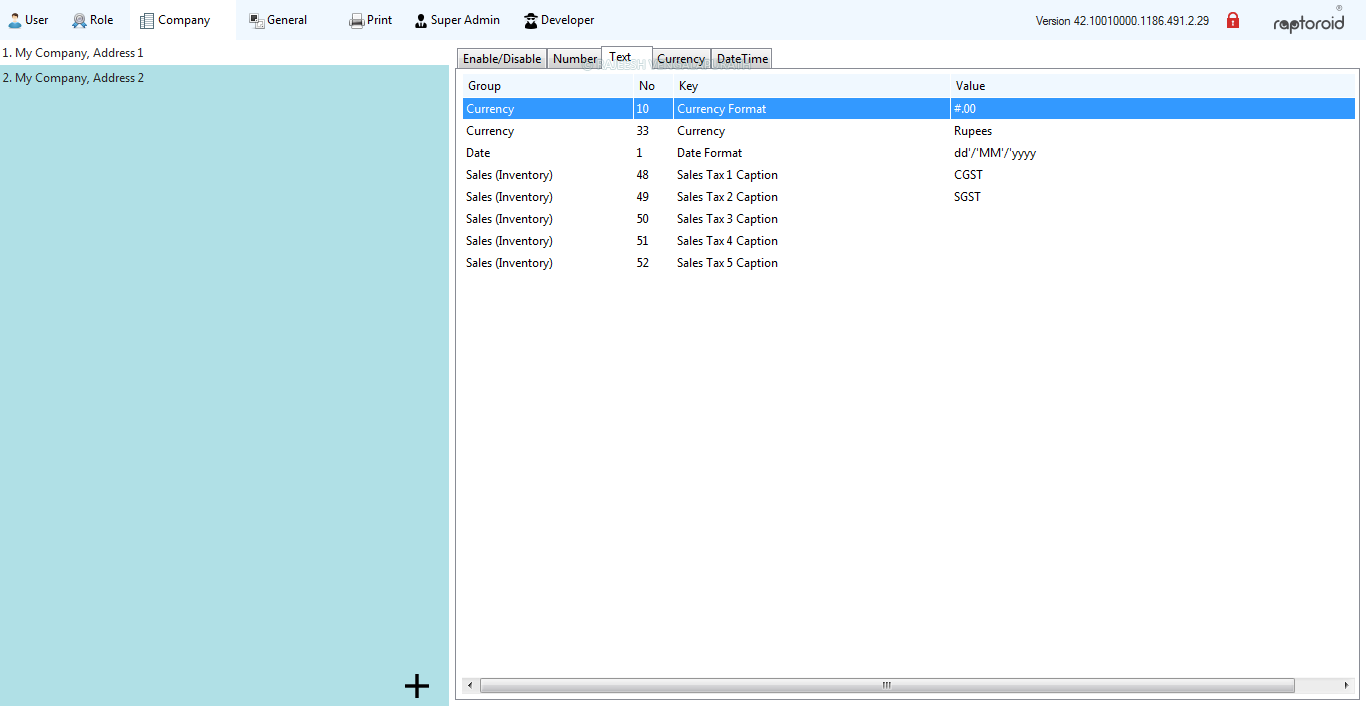 User Role Company General Print Super Admin Developer Version 42.10010000.1186.491.2.29 raptoroid®
1. My Company, Address 1
2. My Company, Address 2
Enable/Disable Number Text Currency DateTime
Group No Key Value
Currency 10 Currency Format #.00
Currency 33 Currency Rupees
Date 1 Date Format dd'/'MM'/'yyyy
Sales (Inventory) 48 Sales Tax 1 Caption CGST
Sales (Inventory) 49 Sales Tax 2 Caption SGST
Sales (Inventory) 50 Sales Tax 3 Caption
Sales (Inventory) 51 Sales Tax 4 Caption
Sales (Inventory) 52 Sales Tax 5 Caption